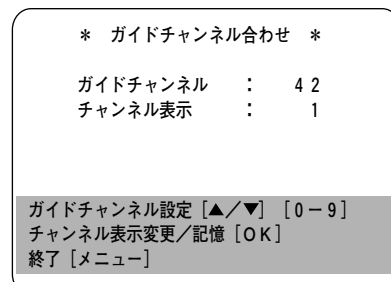 * ガイドチャンネル合わせ *
ガイドチャンネル : 42
チャンネル表示 : 1
ガイドチャンネル設定 [▲/▼] [0-9]
チャンネル表示変更/記憶 [OK]
終了 [メニュー]